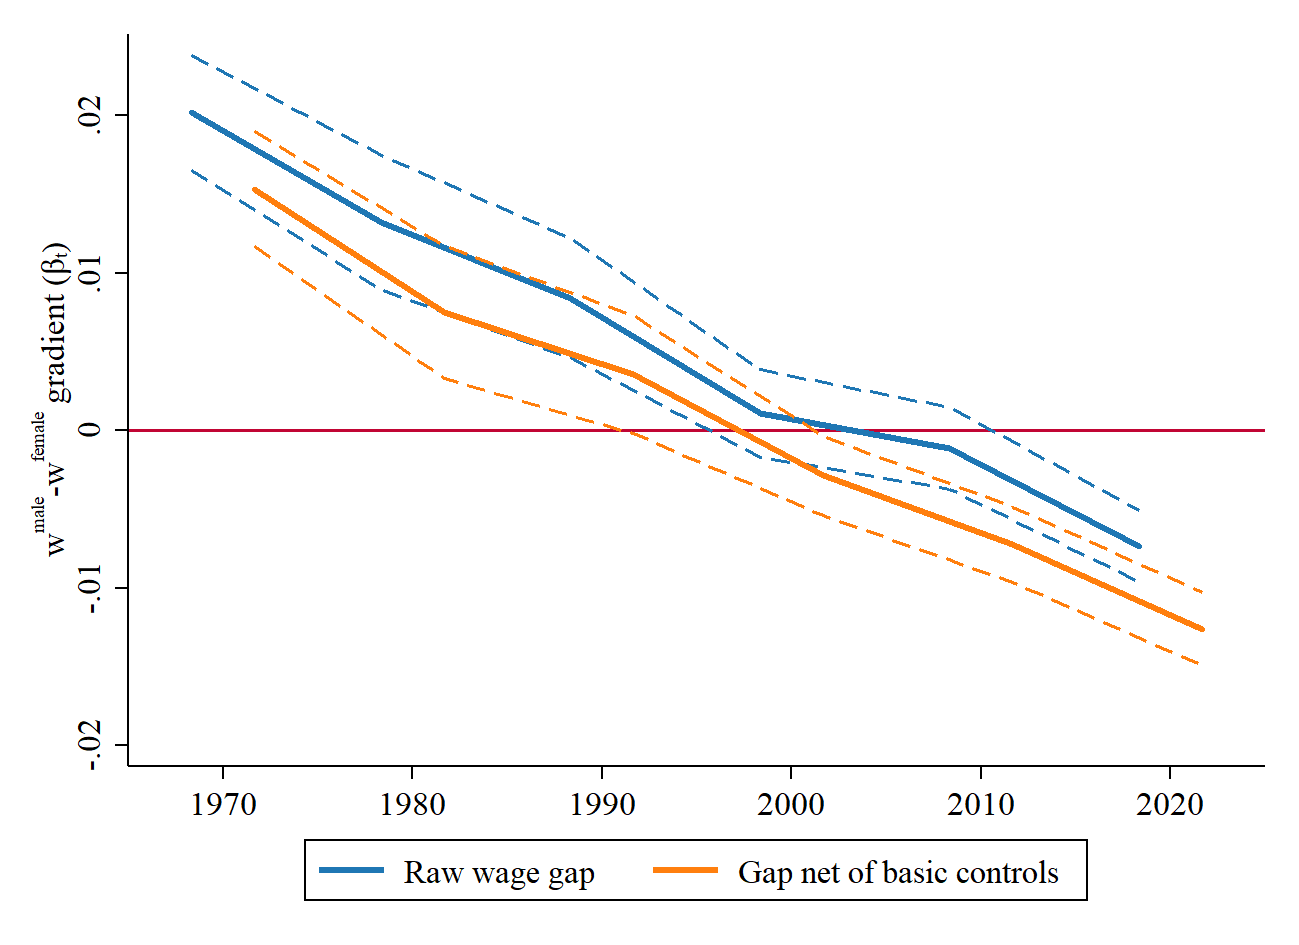 w^male-w^female gradient (βₜ)
.02
.01
0
-.01
-.02
1970 1980 1990 2000 2010 2020
Raw wage gap Gap net of basic controls